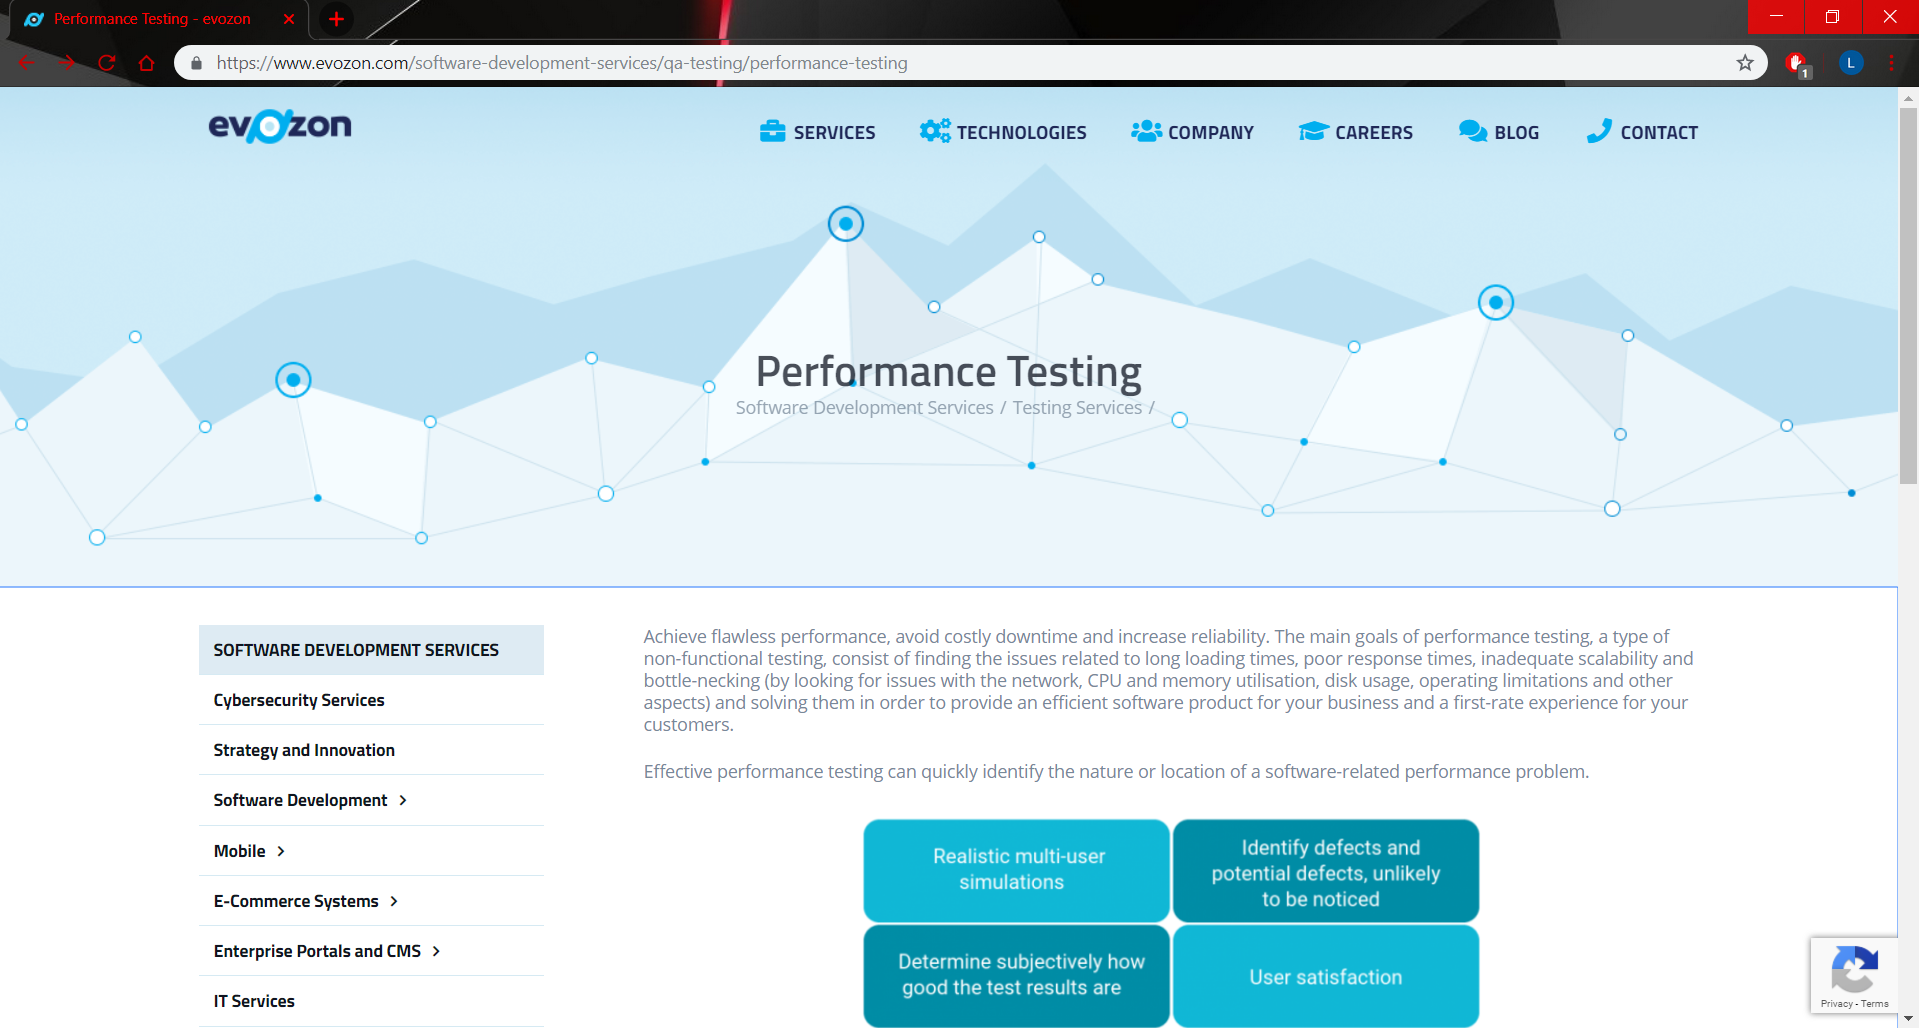 Performance Testing - evozon
https://www.evozon.com/software-development-services/qa-testing/performance-testing
1
L
evozon
SERVICES
TECHNOLOGIES
COMPANY
CAREERS
BLOG
CONTACT
Performance Testing
Software Development Services / Testing Services /
SOFTWARE DEVELOPMENT SERVICES
Cybersecurity Services
Strategy and Innovation
Software Development
Mobile
E-Commerce Systems
Enterprise Portals and CMS
IT Services
Achieve flawless performance, avoid costly downtime and increase reliability. The main goals of performance testing, a type of
non-functional testing, consist of finding the issues related to long loading times, poor response times, inadequate scalability and
bottle-necking (by looking for issues with the network, CPU and memory utilisation, disk usage, operating limitations and other
aspects) and solving them in order to provide an efficient software product for your business and a first-rate experience for your
customers.
Effective performance testing can quickly identify the nature or location of a software-related performance problem.
Realistic multi-user
simulations
Identify defects and
potential defects, unlikely
to be noticed
Determine subjectively how
good the test results are
User satisfaction
Privacy - Terms